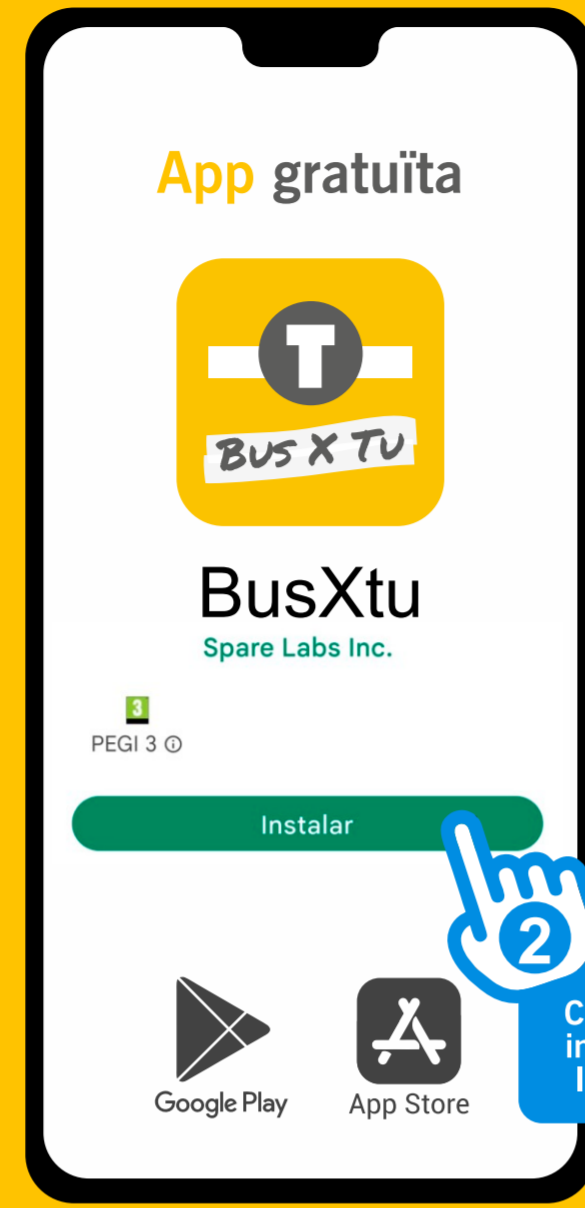 App gratuïta
T
BUS X TU
BusXtu
Spare Labs Inc.
3
PEGI 3
Instalar
2
Google Play
App Store